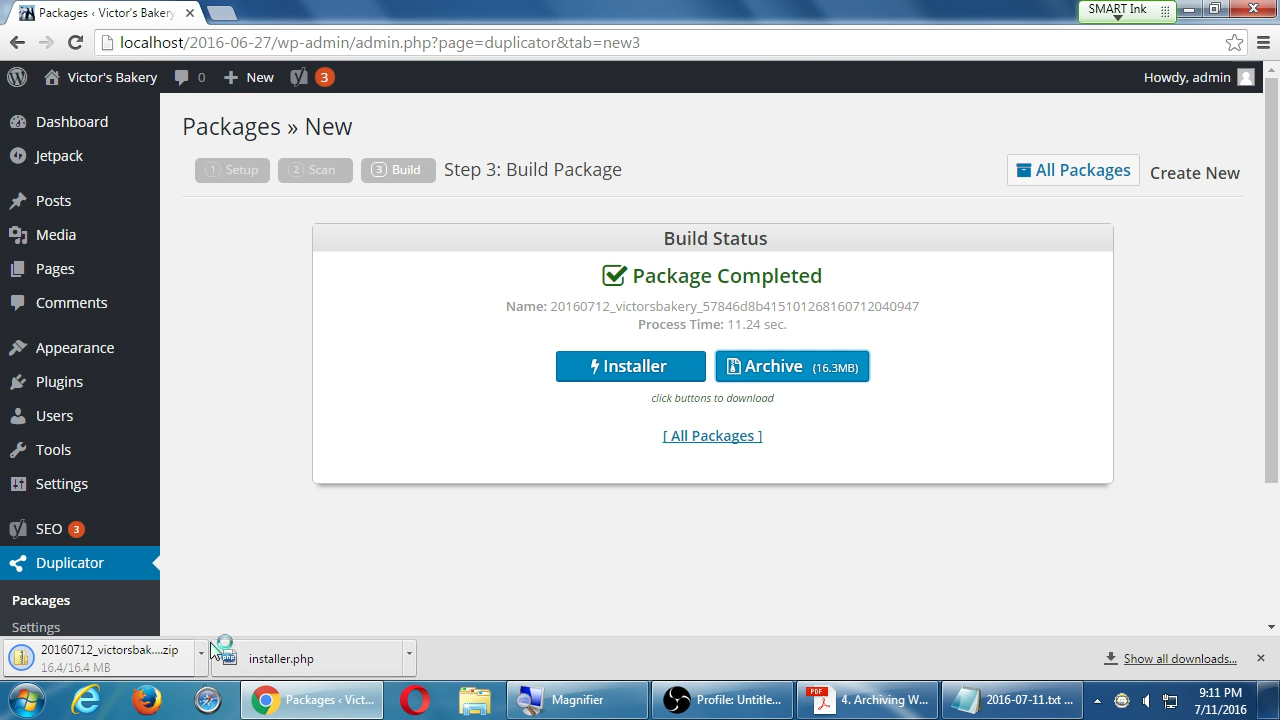 Packages ‹ Victor's Bakery
SMART Ink
localhost/2016-06-27/wp-admin/admin.php?page=duplicator&tab=new3
Victor's Bakery
0
New
3
Howdy, admin
Dashboard
Jetpack
Posts
Media
Pages
Comments
Appearance
Plugins
Users
Tools
Settings
SEO 3
Duplicator
Packages
Settings
Packages » New
1 Setup
2 Scan
3 Build
Step 3: Build Package
All Packages
Create New
Build Status
Package Completed
Name: 20160712_victorsbakery_57846d8b415101268160712040947
Process Time: 11.24 sec.
Installer
Archive (16.3MB)
click buttons to download
[ All Packages ]
20160712_victorsbak....zip
16.4/16.4 MB
installer.php
Show all downloads...
Packages ‹ Vict...
Magnifier
Profile: Untitle...
4. Archiving W...
2016-07-11.txt ...
9:11 PM
7/11/2016